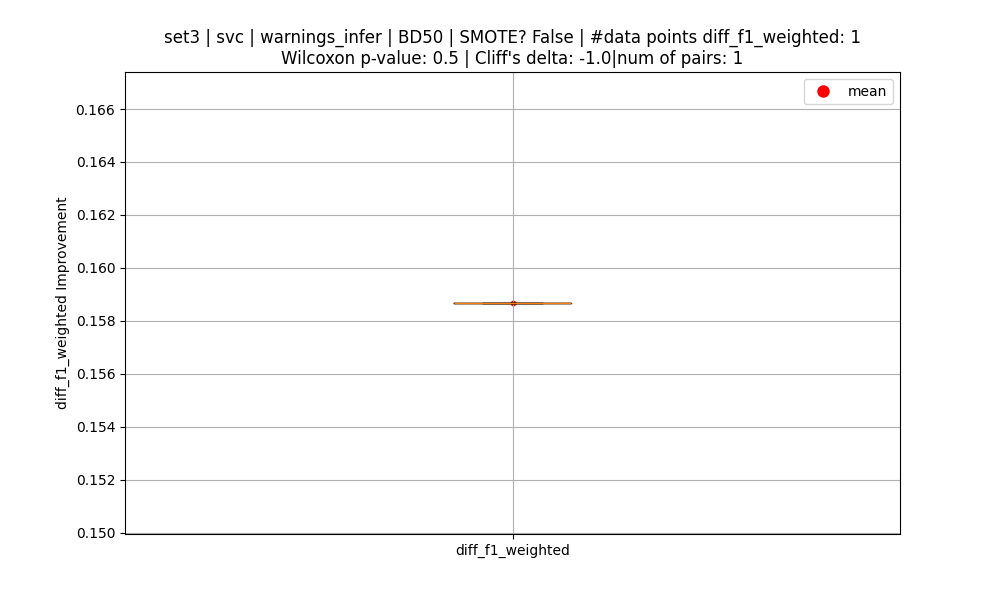 set3 | svc | warnings_infer | BD50 | SMOTE? False | #data points diff_f1_weighted: 1
Wilcoxon p-value: 0.5 | Cliff's delta: -1.0|num of pairs: 1
mean
0.166
0.164
0.162
0.160
0.158
0.156
0.154
0.152
0.150
diff_f1_weighted Improvement
diff_f1_weighted